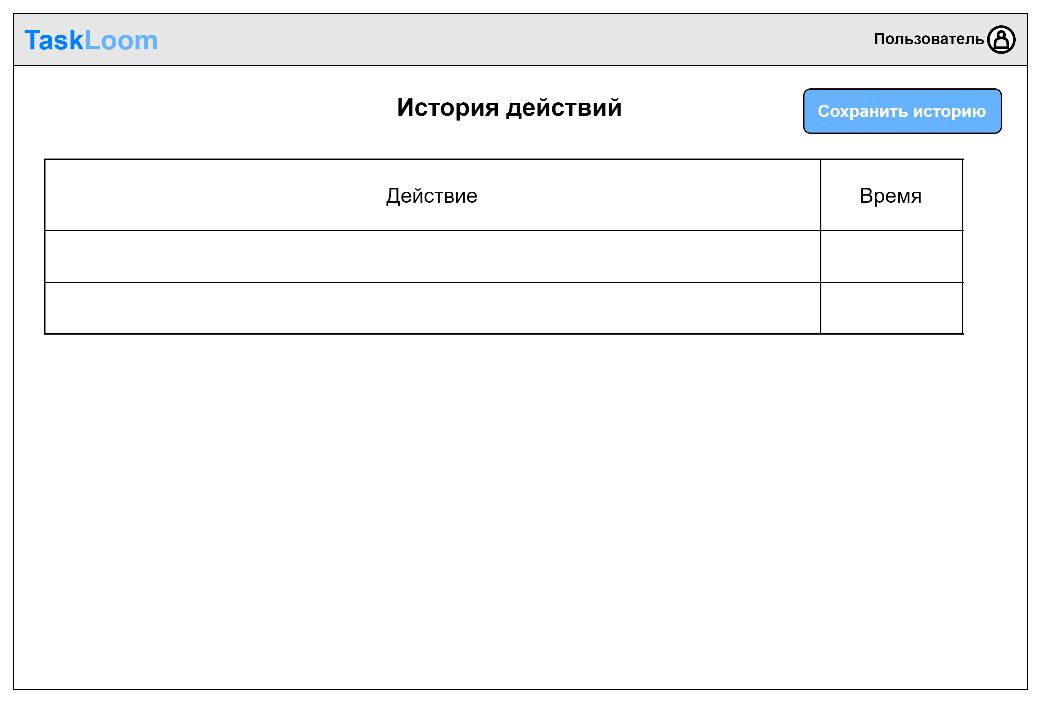 TaskLoom
Пользователь
История действий
Сохранить историю
Действие
Время